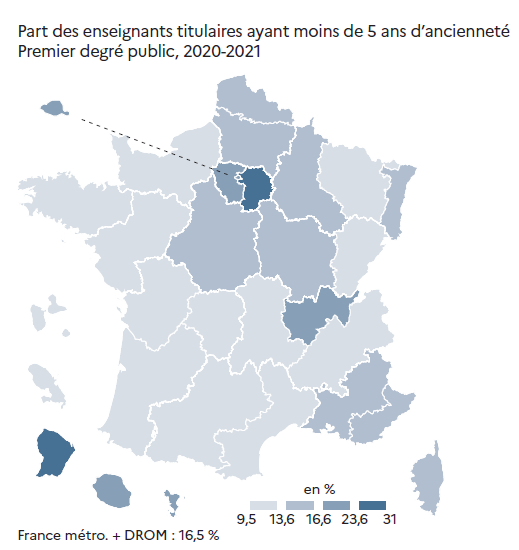 Part des enseignants titulaires ayant moins de 5 ans d’ancienneté
Premier degré public, 2020-2021
en %
9,5 13,6 16,6 23,6 31
France métro. + DROM : 16,5 %